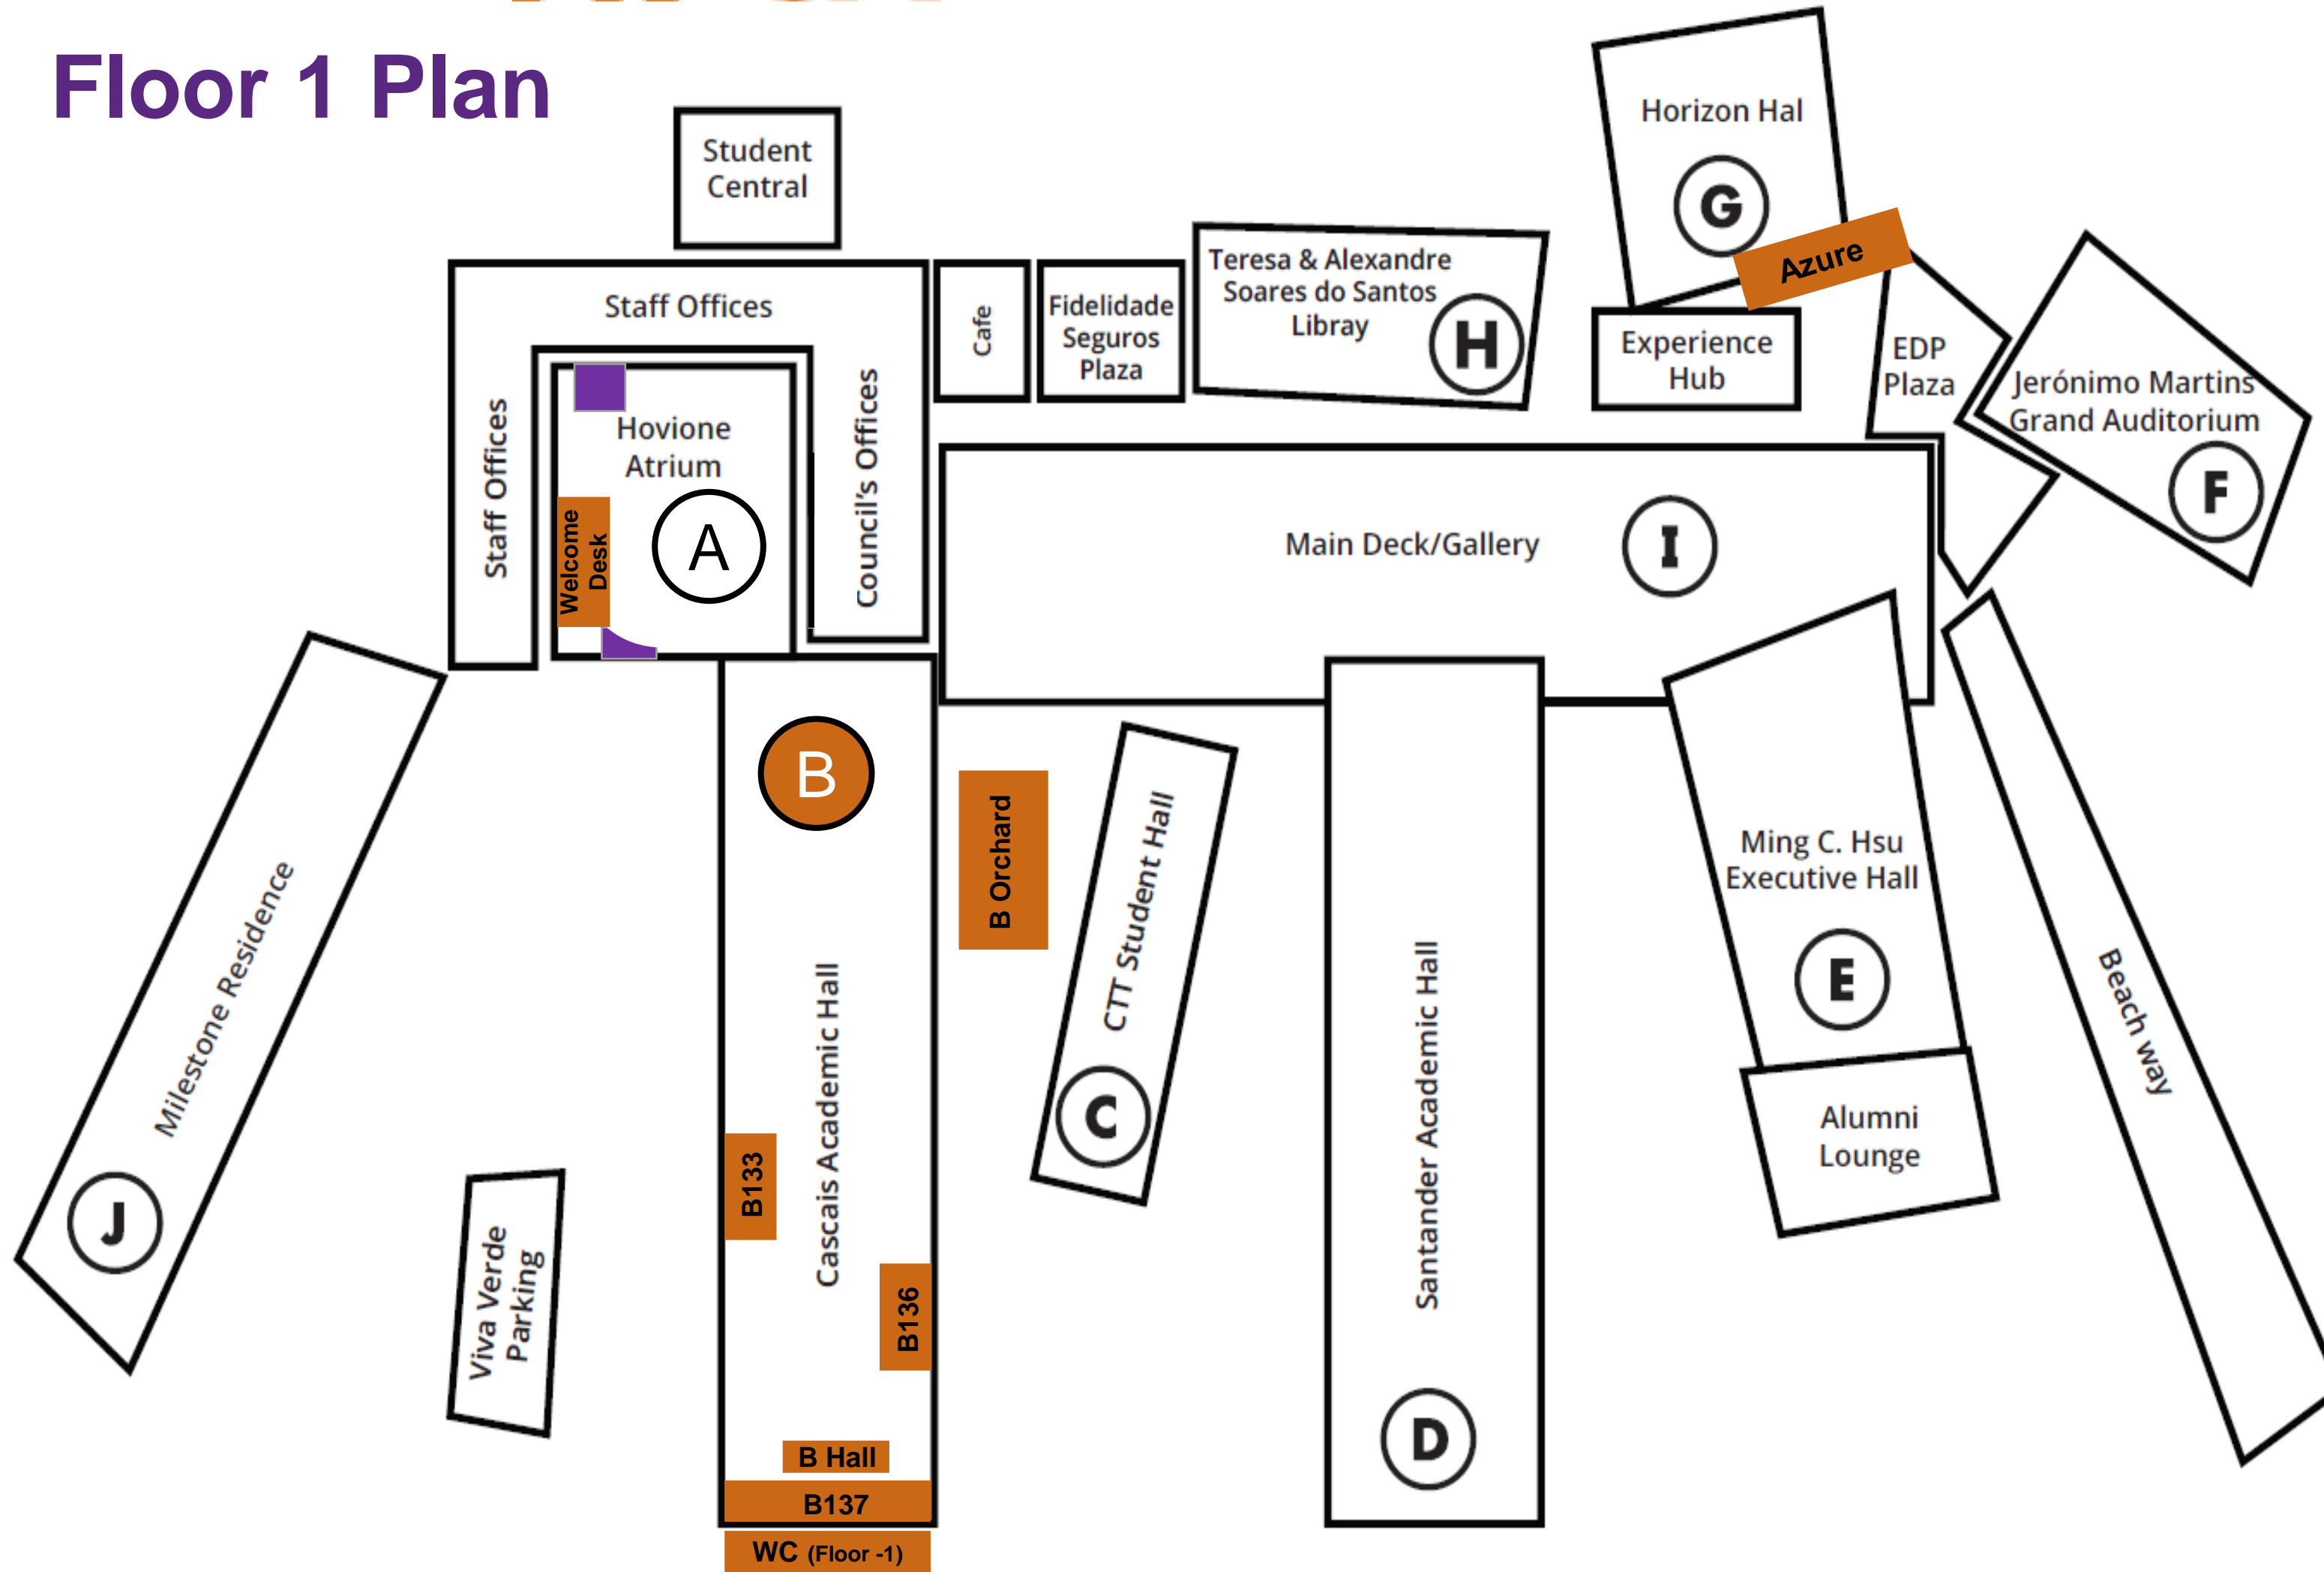 Floor 1 Plan
Student
Central
Horizon Hal
G
Azure
Staff Offices
Cafe
Fidelidade
Seguros
Plaza
Teresa & Alexandre
Soares do Santos
Libray
H
Experience
Hub
EDP
Plaza
Jerónimo Martins
Grand Auditorium
F
Staff Offices
Hovione
Atrium
A
Welcome
Desk
Council's Offices
Main Deck/Gallery
I
B
B Orchard
CTT Student Hall
C
Cascais Academic Hall
Santander Academic Hall
D
Ming C. Hsu
Executive Hall
E
Alumni
Lounge
Beach way
Milestone Residence
J
Viva Verde
Parking
B133
B136
B Hall
B137
WC (Floor -1)